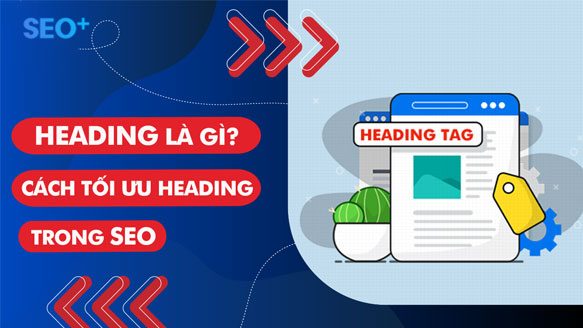 SEO+
HEADING LÀ GÌ?
CÁCH TỐI ƯU HEADING
TRONG SEO
HEADING TAG